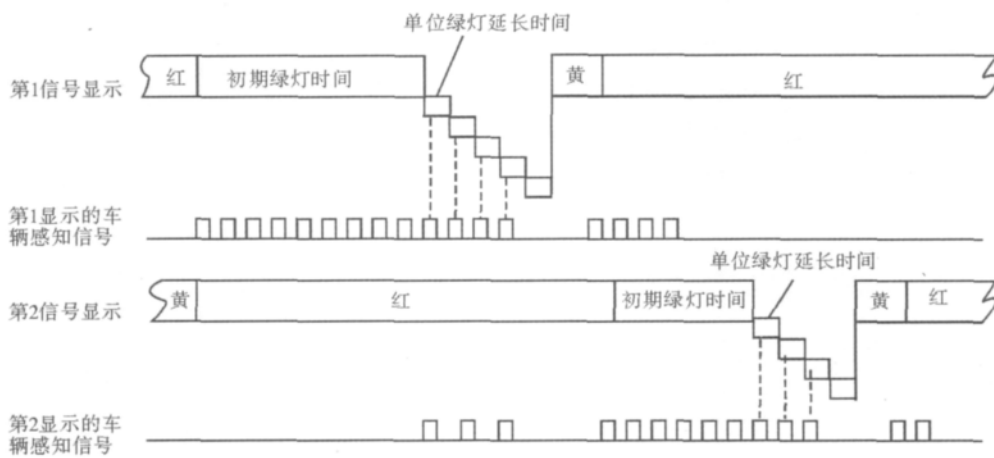 单位绿灯延长时间
第1信号显示
红
初期绿灯时间
黄
红
第1显示的车
辆感知信号
单位绿灯延长时间
第2信号显示
黄
红
初期绿灯时间
黄
红
第2显示的车
辆感知信号